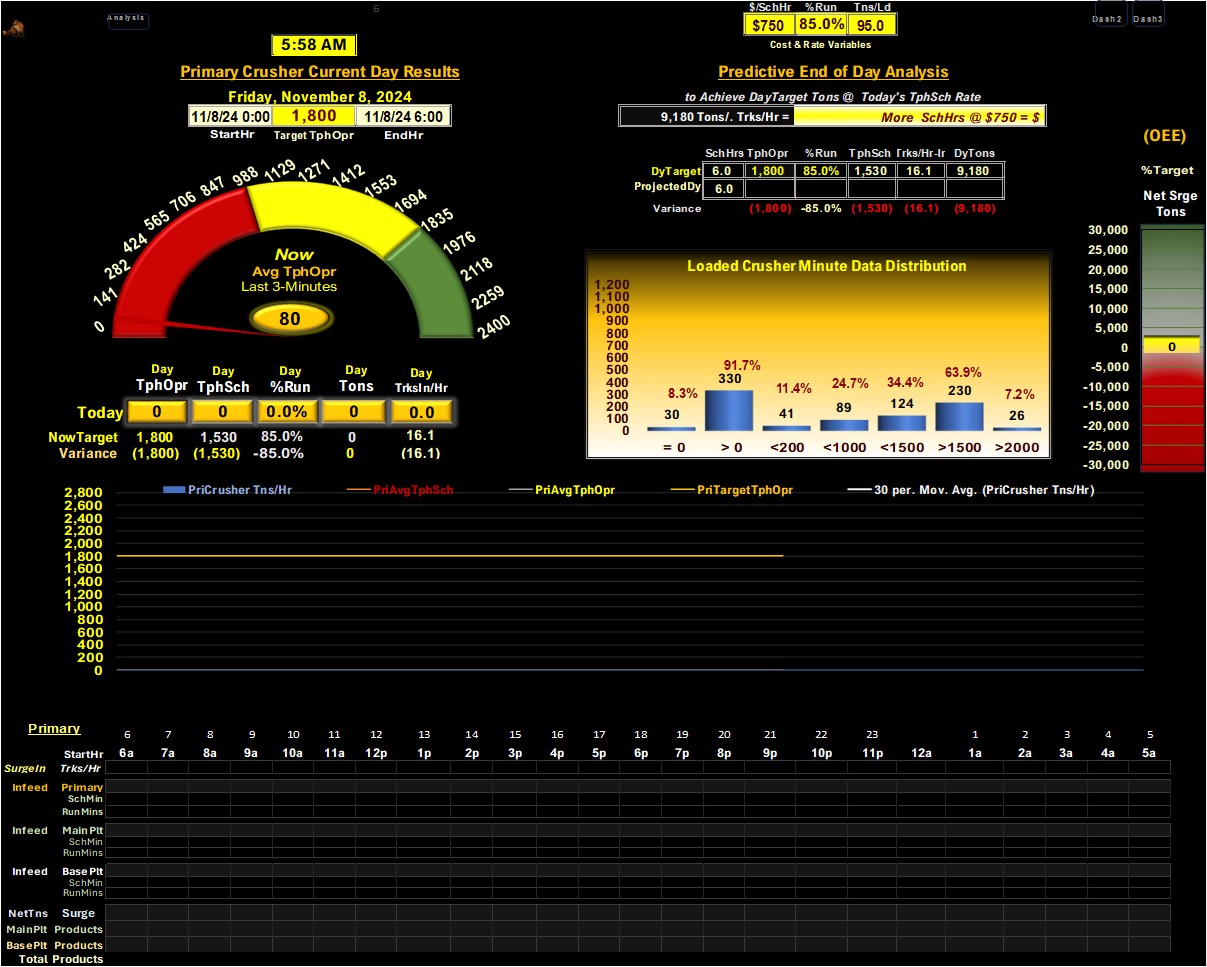 6
Analysis
$/SchHr %Run Tns/Ld
$750 85.0% 95.0
Cost & Rate Variables
Dash2 Dash3
5:58 AM
Primary Crusher Current Day Results
Friday, November 8, 2024
11/8/24 0:00 1,800 11/8/24 6:00
StartHr Target TphOpr EndHr
0 141 282 424 565 706 847 988 1129 1271 1412 1553 1694 1835 1976 2118 2259 2400
Now
Avg TphOpr
Last 3-Minutes
80
Day Day Day Day Day
TphOpr TphSch %Run Tons TrksIn/Hr
Today 0 0 0.0% 0 0.0
NowTarget 1,800 1,530 85.0% 0 16.1
Variance (1,800) (1,530) -85.0% 0 (16.1)
Predictive End of Day Analysis
to Achieve DayTarget Tons @ Today's TphSch Rate
9,180 Tons/. Trks/Hr = More SchHrs @ $750 = $
SchHrs TphOpr %Run TphSch Trks/Hr-Ir DyTons
DyTarget 6.0 1,800 85.0% 1,530 16.1 9,180
ProjectedDy 6.0
Variance (1,800) -85.0% (1,530) (16.1) (9,180)
Loaded Crusher Minute Data Distribution
1,200
1,100
1,000
900
800
700
600
500
400
300
200
100
0
8.3% 91.7% 11.4% 24.7% 34.4% 63.9% 7.2%
30 330 41 89 124 230 26
= 0 > 0 <200 <1000 <1500 >1500 >2000
(OEE)
%Target
Net Srge
Tons
30,000
25,000
20,000
15,000
10,000
5,000
0 0
-5,000
-10,000
-15,000
-20,000
-25,000
-30,000
PriCrusher Tns/Hr PriAvgTphSch PriAvgTphOpr PriTargetTphOpr 30 per. Mov. Avg. (PriCrusher Tns/Hr)
2,800
2,600
2,400
2,200
2,000
1,800
1,600
1,400
1,200
1,000
800
600
400
200
0
Primary 6 7 8 9 10 11 12 13 14 15 16 17 18 19 20 21 22 23 1 2 3 4 5
StartHr 6a 7a 8a 9a 10a 11a 12p 1p 2p 3p 4p 5p 6p 7p 8p 9p 10p 11p 12a 1a 2a 3a 4a 5a
SurgeIn Trks/Hr
Infeed Primary
SchMin
RunMins
Infeed Main Plt
SchMin
RunMins
Infeed Base Plt
SchMin
RunMins
NetTns Surge
MainPlt Products
BasePlt Products
Total Products